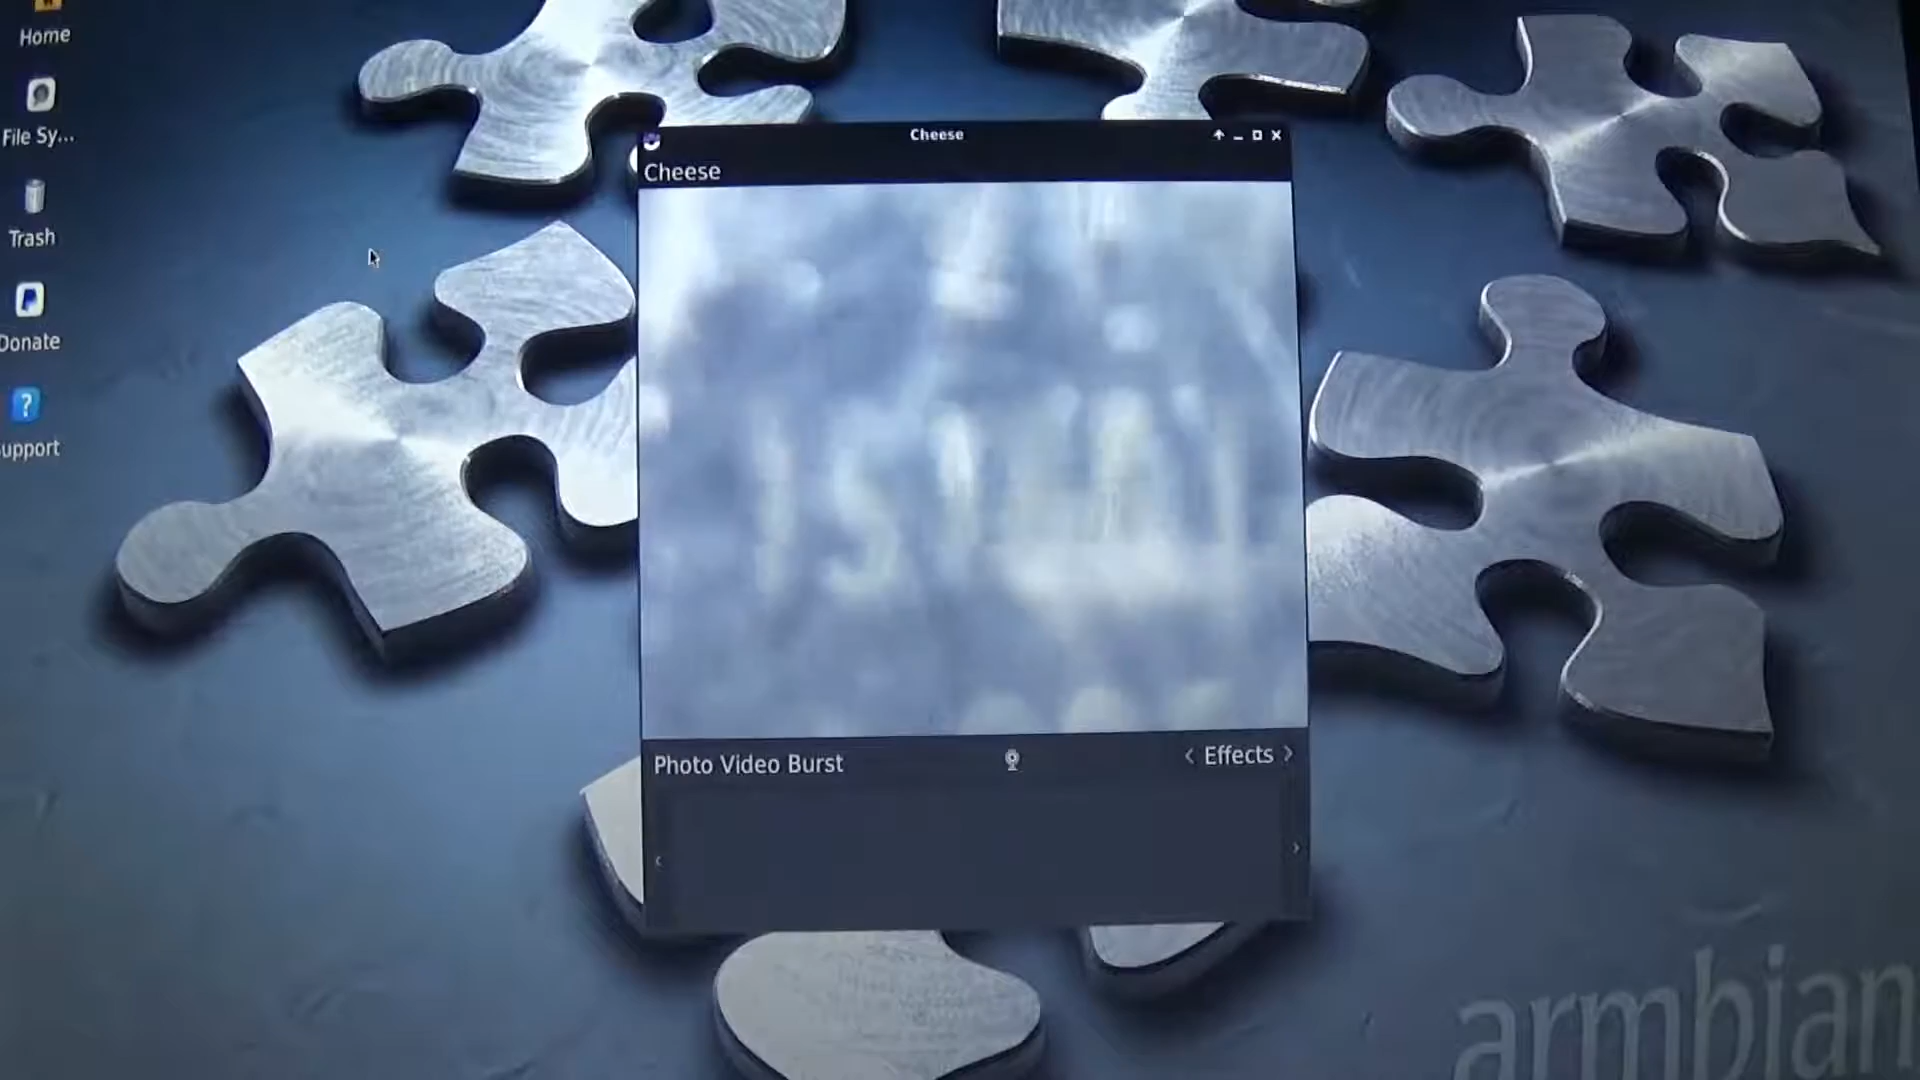 Home
File Sy...
Trash
Donate
upport
Cheese
Cheese
Photo Video Burst
Effects
armbian